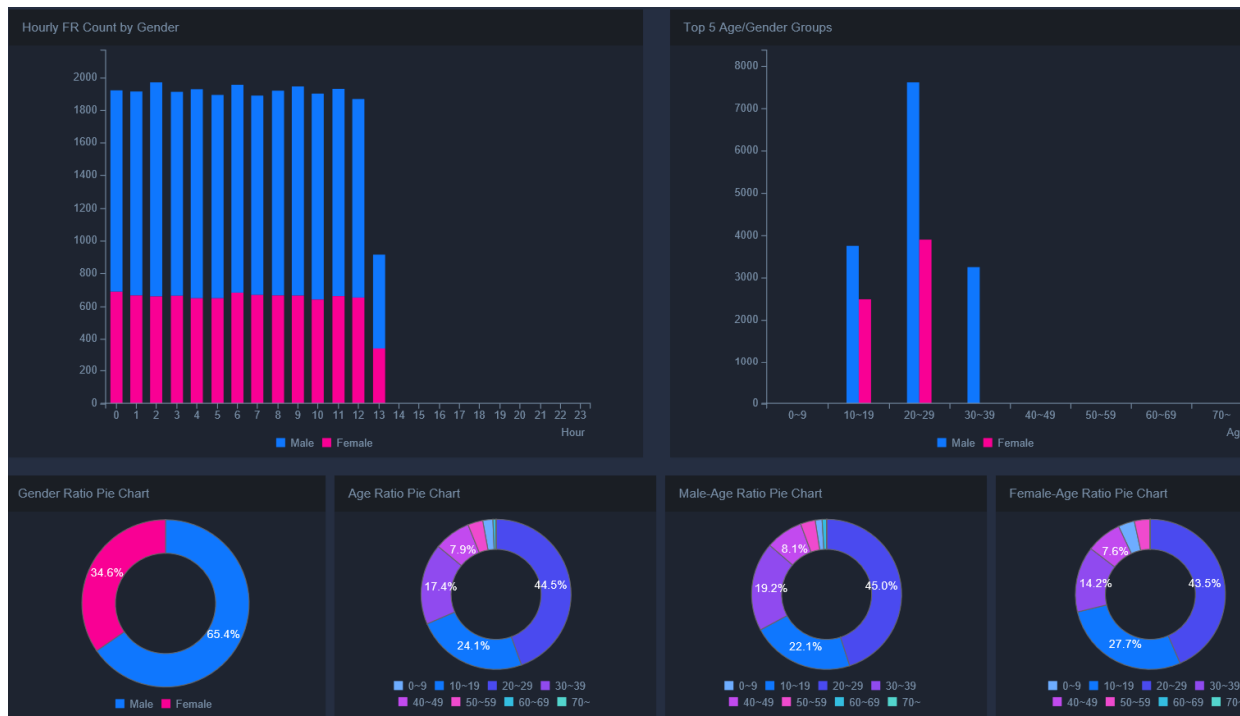 Hourly FR Count by Gender
2000
1800
1600
1400
1200
1000
800
600
400
200
0
0 1 2 3 4 5 6 7 8 9 10 11 12 13 14 15 16 17 18 19 20 21 22 23
Hour
Male Female
Top 5 Age/Gender Groups
8000
7000
6000
5000
4000
3000
2000
1000
0
0~9 10~19 20~29 30~39 40~49 50~59 60~69 70~
Ag
Male Female
Gender Ratio Pie Chart
34.6%
65.4%
Male Female
Age Ratio Pie Chart
7.9%
17.4%
44.5%
24.1%
0~9 10~19 20~29 30~39
40~49 50~59 60~69 70~
Male-Age Ratio Pie Chart
8.1%
19.2%
45.0%
22.1%
0~9 10~19 20~29 30~39
40~49 50~59 60~69 70~
Female-Age Ratio Pie Chart
7.6%
14.2%
43.5%
27.7%
0~9 10~19 20~29 30~39
40~49 50~59 60~69 70~